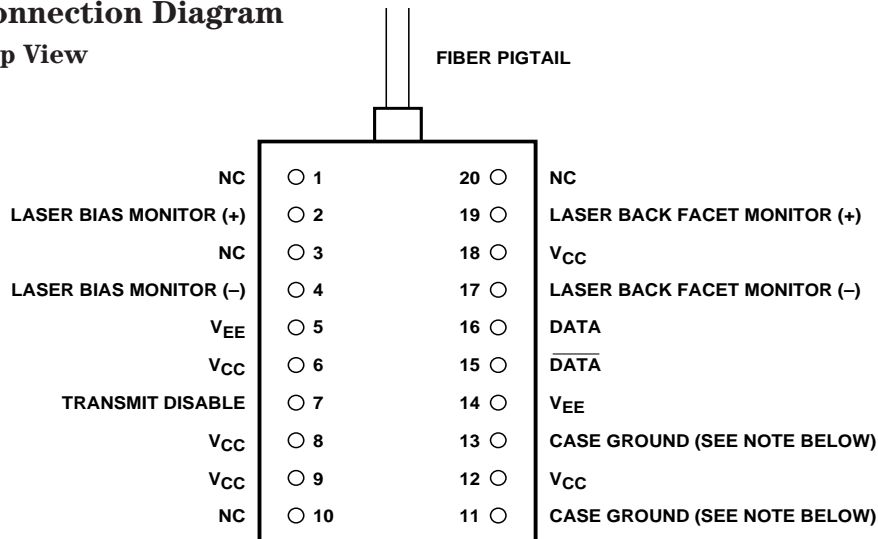 onnection Diagram
p View
FIBER PIGTAIL
NC 1 20 NC
LASER BIAS MONITOR (+) 2 19 LASER BACK FACET MONITOR (+)
NC 3 18 VCC
LASER BIAS MONITOR (–) 4 17 LASER BACK FACET MONITOR (–)
VEE 5 16 DATA
VCC 6 15 D̅A̅T̅A̅
TRANSMIT DISABLE 7 14 VEE
VCC 8 13 CASE GROUND (SEE NOTE BELOW)
VCC 9 12 VCC
NC 10 11 CASE GROUND (SEE NOTE BELOW)